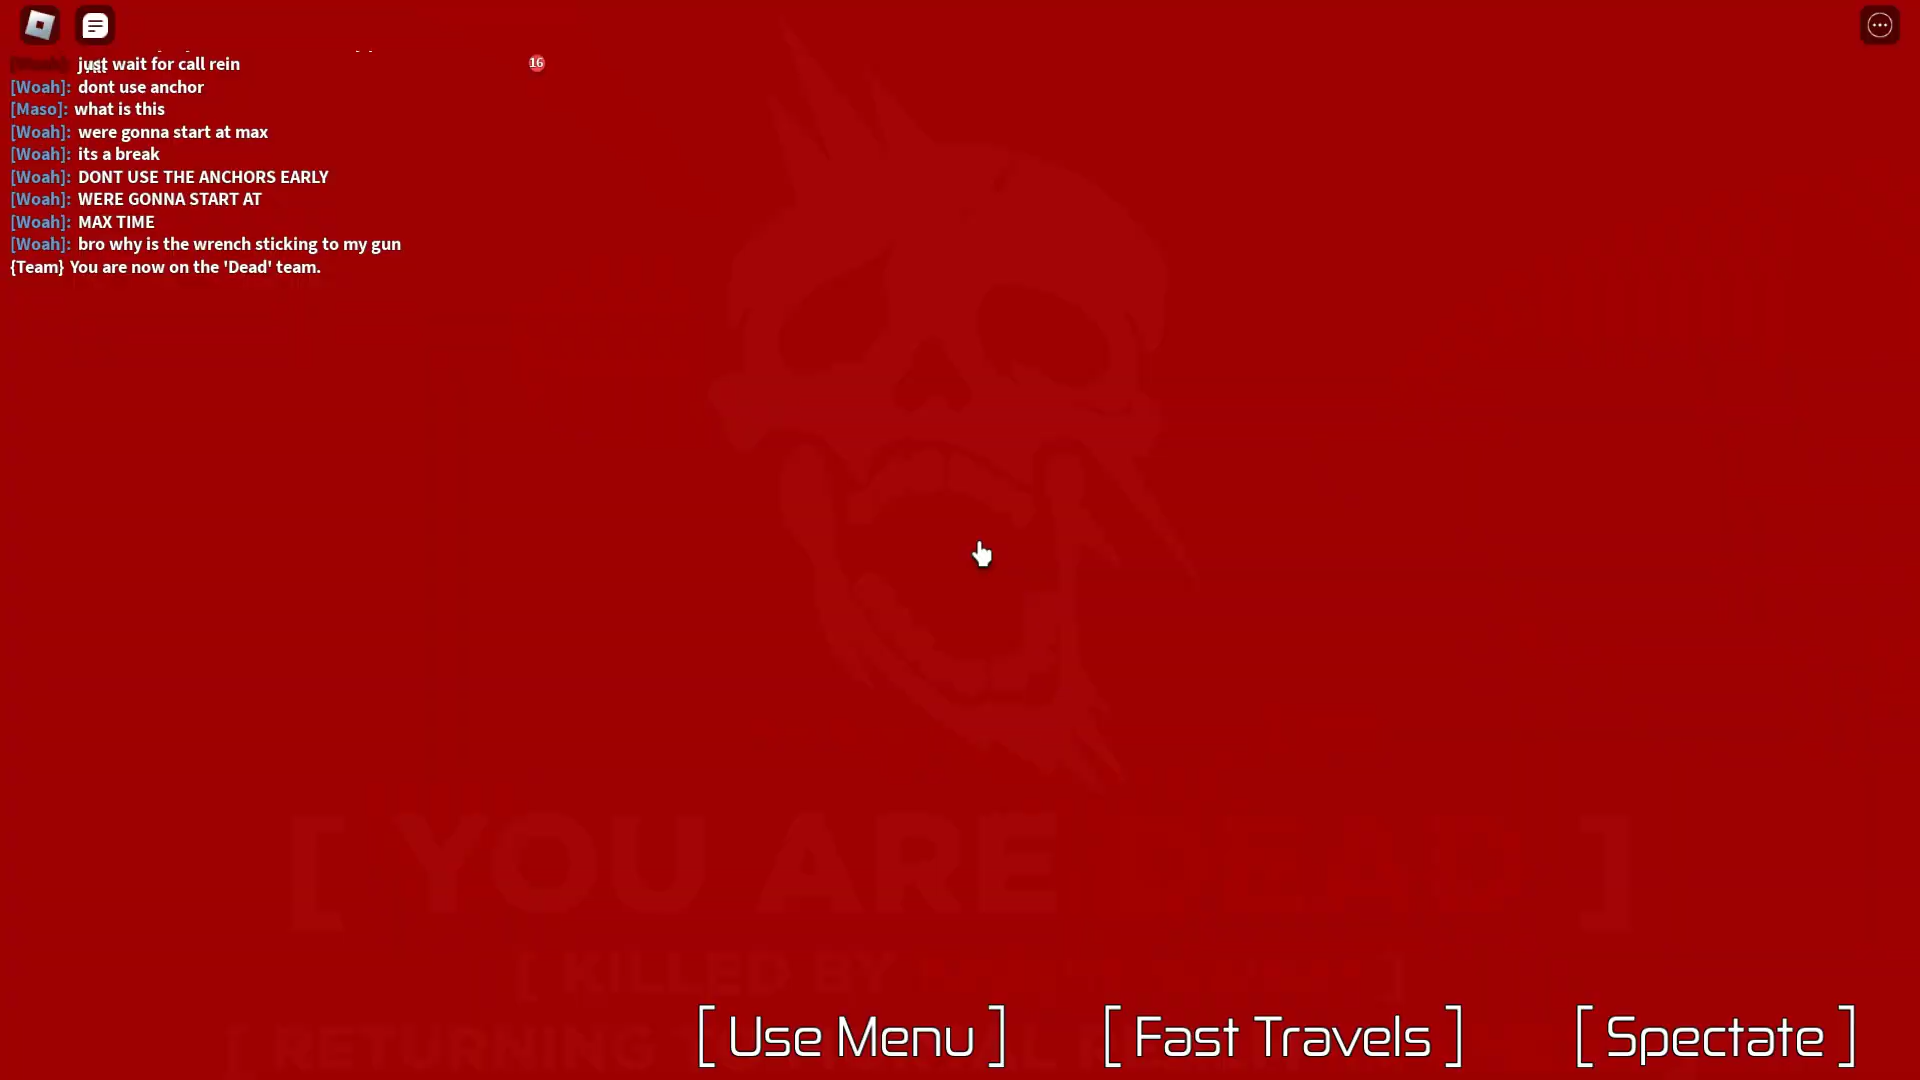 just wait for call rein
16
[Woah]: dont use anchor
[Maso]: what is this
[Woah]: were gonna start at max
[Woah]: its a break
[Woah]: DONT USE THE ANCHORS EARLY
[Woah]: WERE GONNA START AT
[Woah]: MAX TIME
[Woah]: bro why is the wrench sticking to my gun
{Team} You are now on the 'Dead' team.
[ YOU ARE DEAD ]
[ KILLED BY ]
[ RETURNING
[ Use Menu ]
[ Fast Travels ]
[ Spectate ]